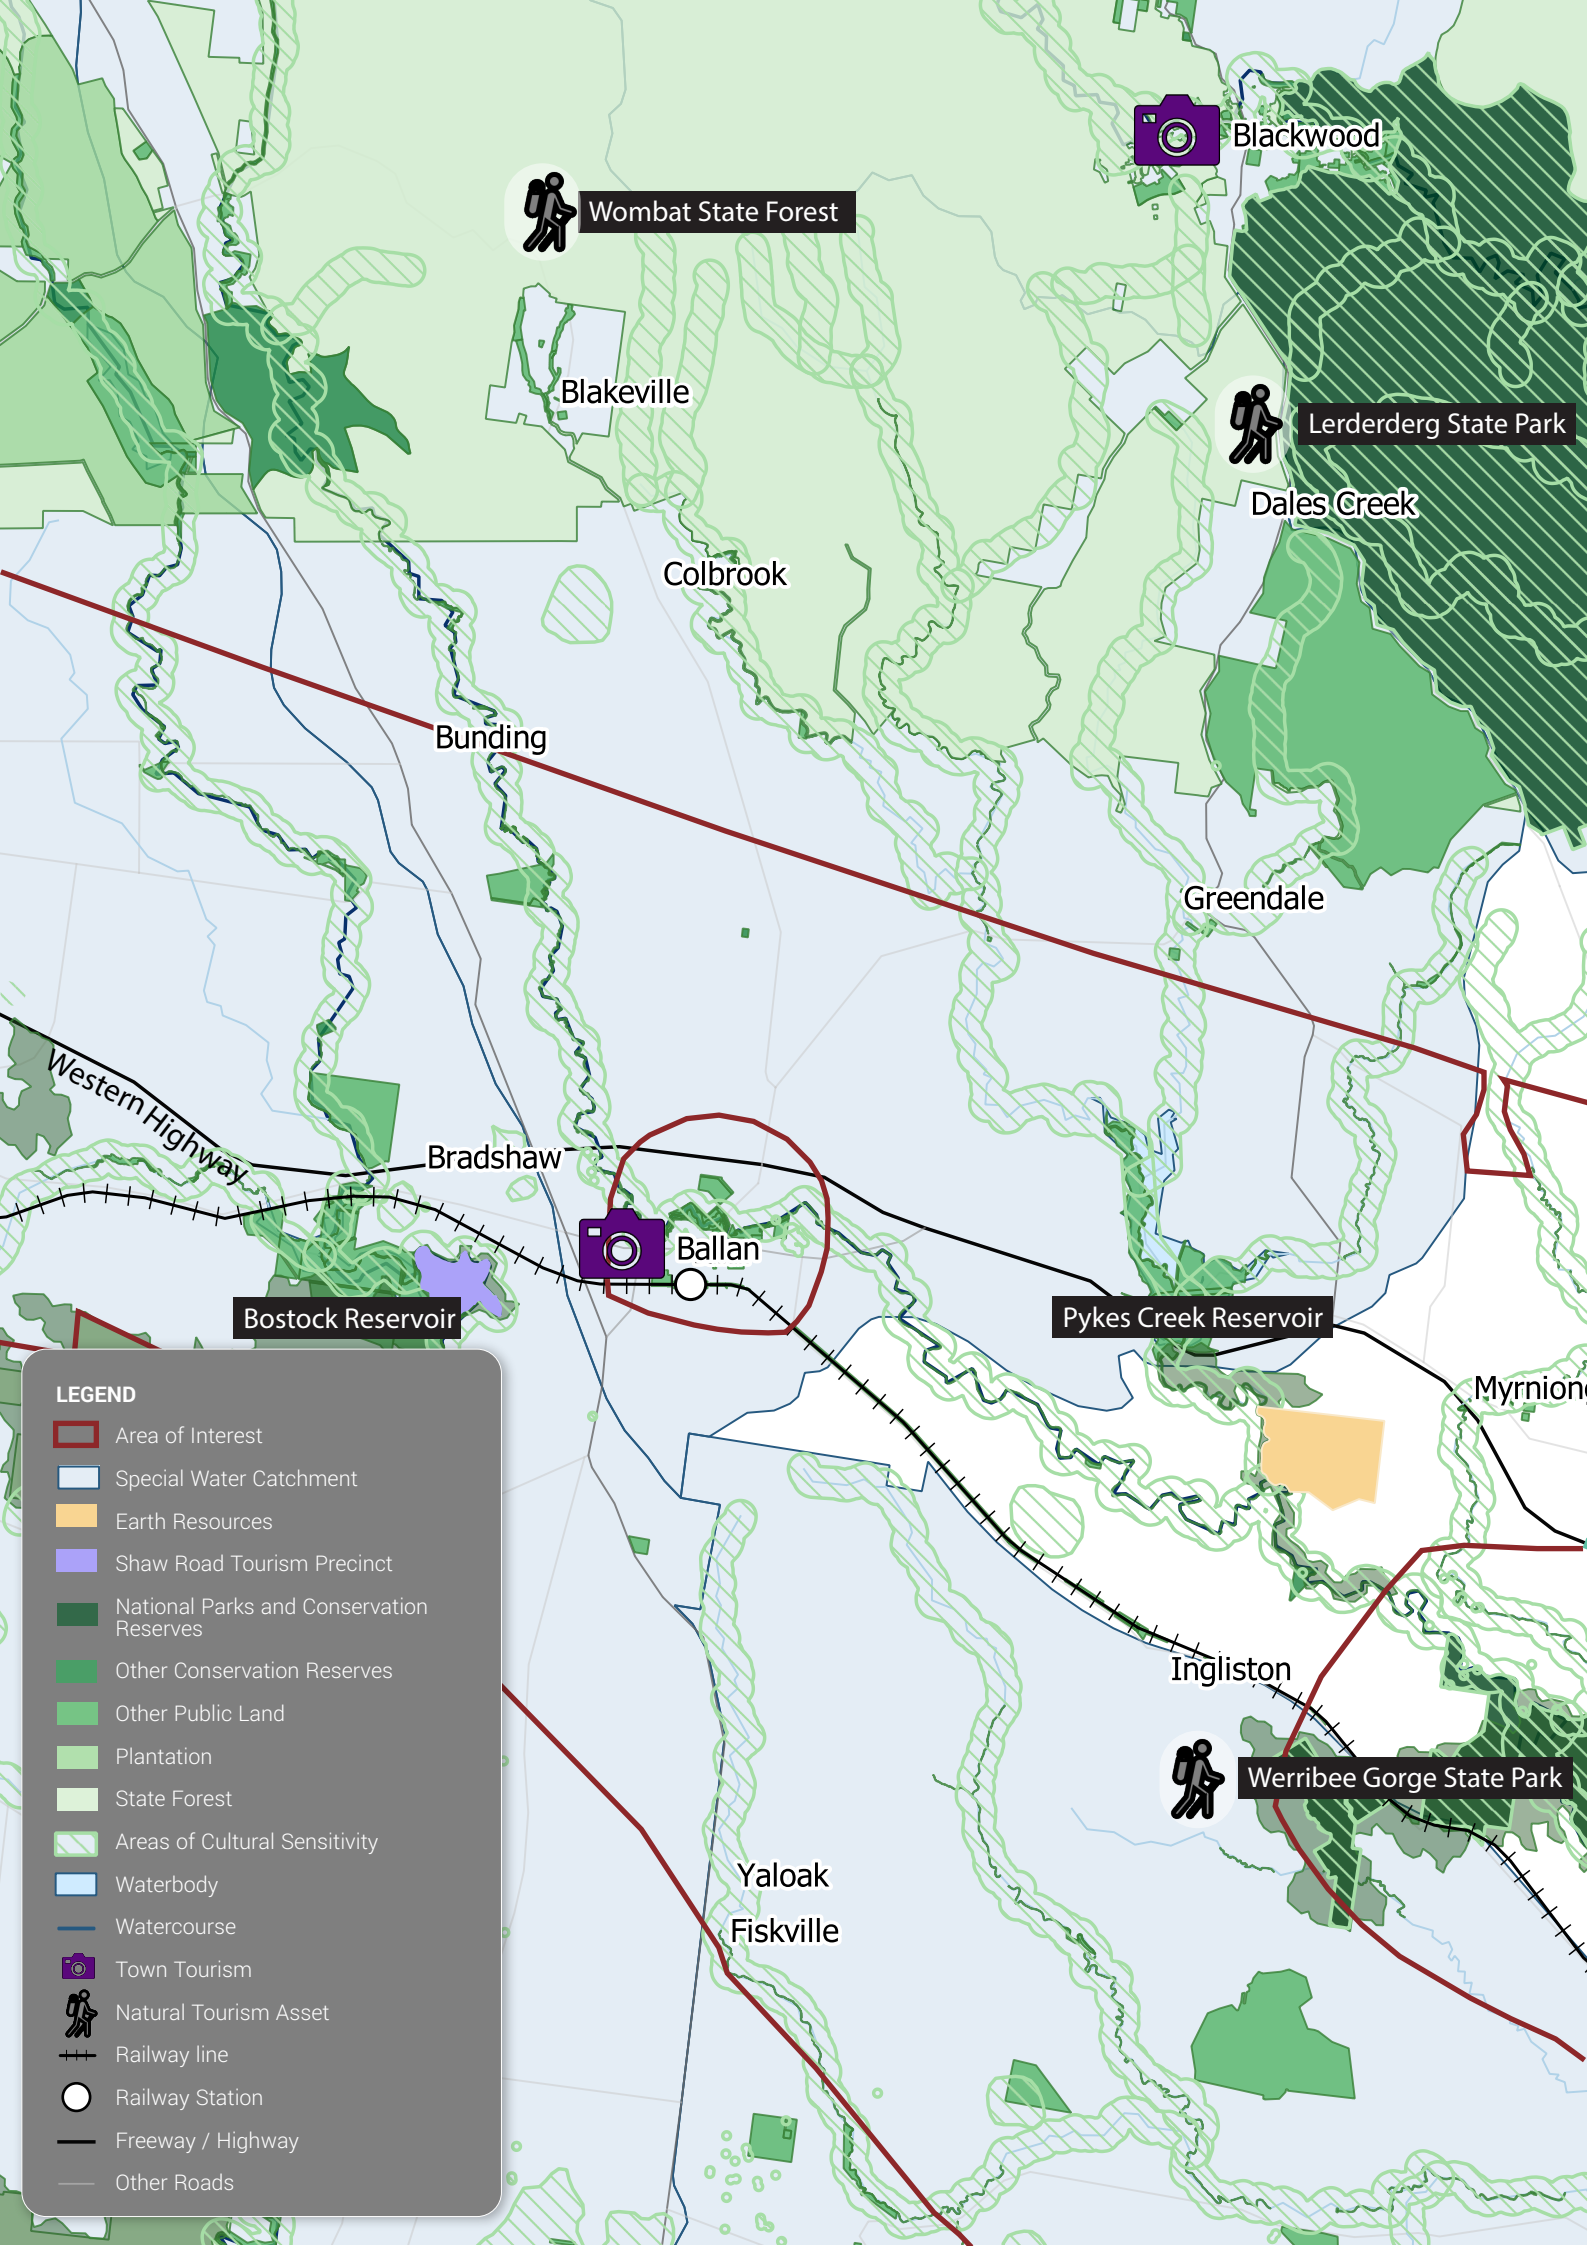 Blackwood
Wombat State Forest
Blakeville
Lerderderg State Park
Dales Creek
Colbrook
Bunding
Greendale
Western Highway
Bradshaw
Ballan
Bostock Reservoir
Pykes Creek Reservoir
Myrniong
LEGEND
Area of Interest
Special Water Catchment
Earth Resources
Shaw Road Tourism Precinct
National Parks and Conservation
Reserves
Other Conservation Reserves
Other Public Land
Plantation
State Forest
Areas of Cultural Sensitivity
Waterbody
Watercourse
Town Tourism
Natural Tourism Asset
Railway line
Railway Station
Freeway / Highway
Other Roads
Ingliston
Werribee Gorge State Park
Yaloak
Fiskville